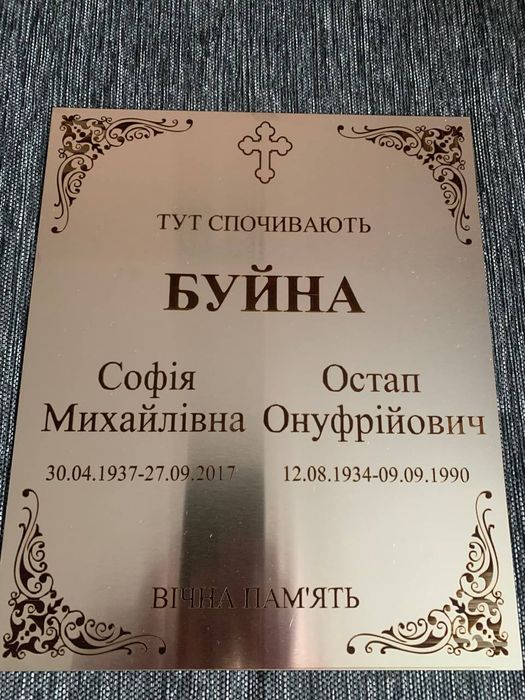 ТУТ СПОЧИВАЮТЬ
БУЙНА
Софія
Михайлівна
30.04.1937-27.09.2017
Остап
Онуфрійович
12.08.1934-09.09.1990
ВІЧНА ПАМ'ЯТЬ